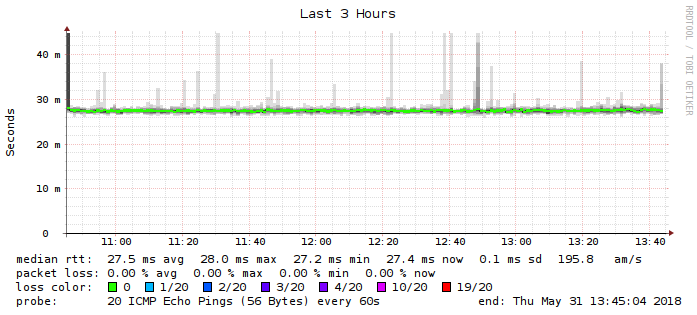 Last 3 Hours
RRDTOOL / TOBI OETIKER
Seconds
40 m
30 m
20 m
10 m
0
11:00 11:20 11:40 12:00 12:20 12:40 13:00 13:20 13:40
median rtt: 27.5 ms avg 28.0 ms max 27.2 ms min 27.4 ms now 0.1 ms sd 195.8 am/s
packet loss: 0.00 % avg 0.00 % max 0.00 % min 0.00 % now
loss color: 0 1/20 2/20 3/20 4/20 10/20 19/20
probe: 20 ICMP Echo Pings (56 Bytes) every 60s end: Thu May 31 13:45:04 2018